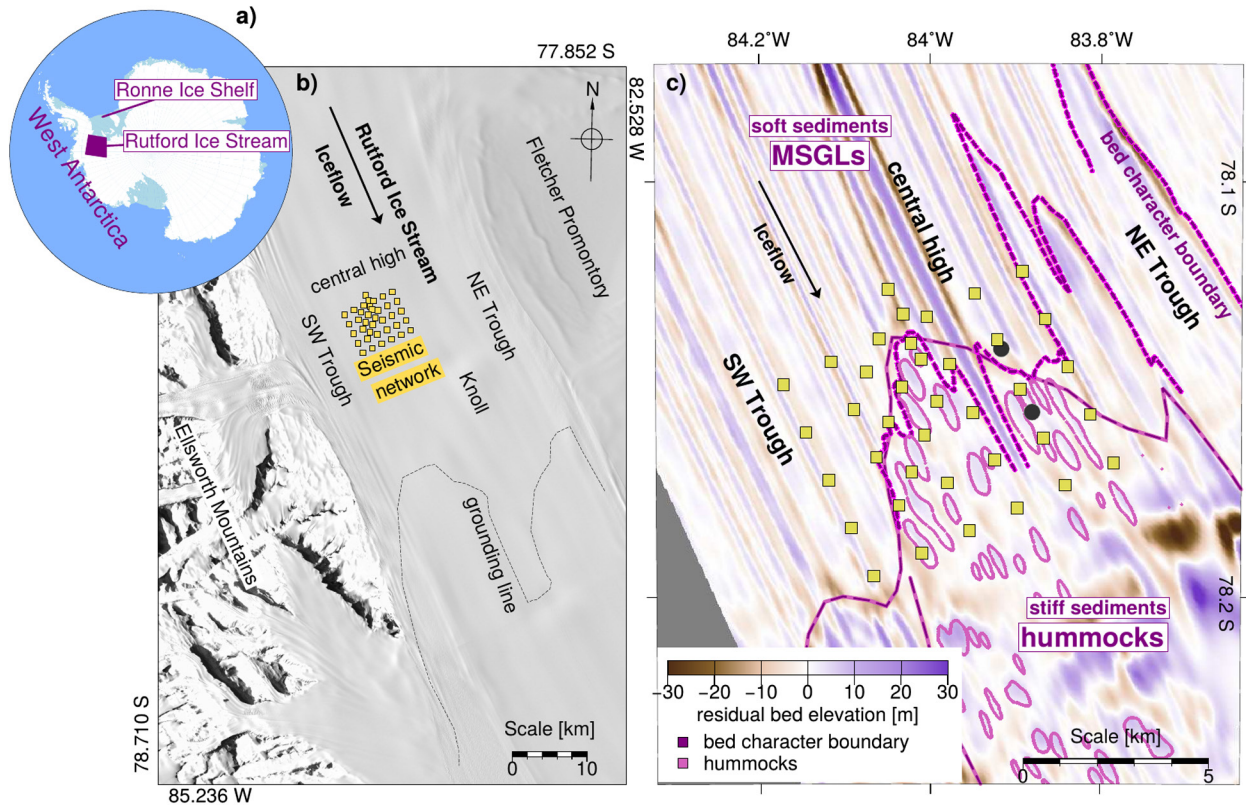 a)
Ronne Ice Shelf
Rutford Ice Stream
West Antarctica
77.852 S
b)
82.528 W
N
Rutford Ice Stream
Iceflow
Fletcher Promontory
central high
NE Trough
SW Trough
Seismic
network
Knoll
Ellsworth Mountains
grounding line
Scale [km]
0 10
78.710 S
85.236 W
84.2°W 84°W 83.8°W
c)
soft sediments
MSGLs
bed character boundary
78.1 S
central high
Iceflow
NE Trough
SW Trough
stiff sediments
hummocks
78.2 S
−30 −20 −10 0 10 20 30
residual bed elevation [m]
bed character boundary
hummocks
Scale [km]
0 5